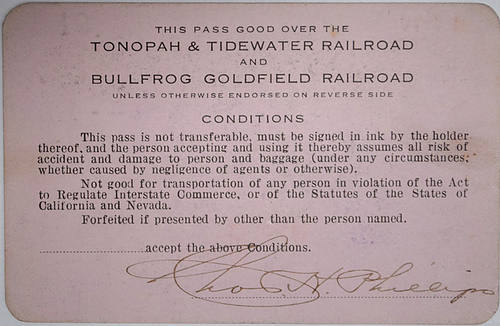 THIS PASS GOOD OVER THE
TONOPAH & TIDEWATER RAILROAD
AND
BULLFROG GOLDFIELD RAILROAD
UNLESS OTHERWISE ENDORSED ON REVERSE SIDE
CONDITIONS
This pass is not transferable, must be signed in ink by the holder
thereof, and the person accepting and using it thereby assumes all risk of
accident and damage to person and baggage (under any circumstances,
whether caused by negligence of agents or otherwise).
Not good for transportation of any person in violation of the Act
to Regulate Interstate Commerce, or of the Statutes of the States of
California and Nevada.
Forfeited if presented by other than the person named.
accept the above Conditions.
Thos. H. Phillips